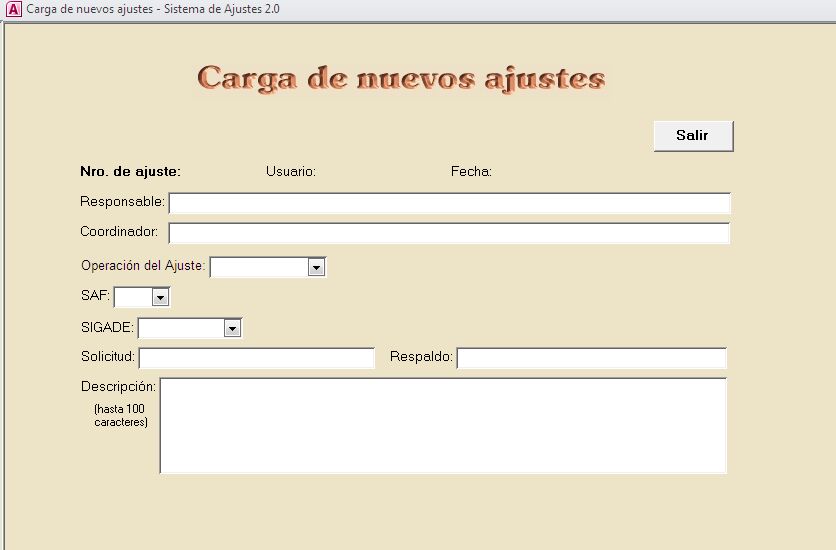 Carga de nuevos ajustes - Sistema de Ajustes 2.0
Carga de nuevos ajustes
Salir
Nro. de ajuste: Usuario: Fecha:
Responsable:
Coordinador:
Operación del Ajuste:
SAF:
SIGADE:
Solicitud: Respaldo:
Descripción:
(hasta 100
caracteres)